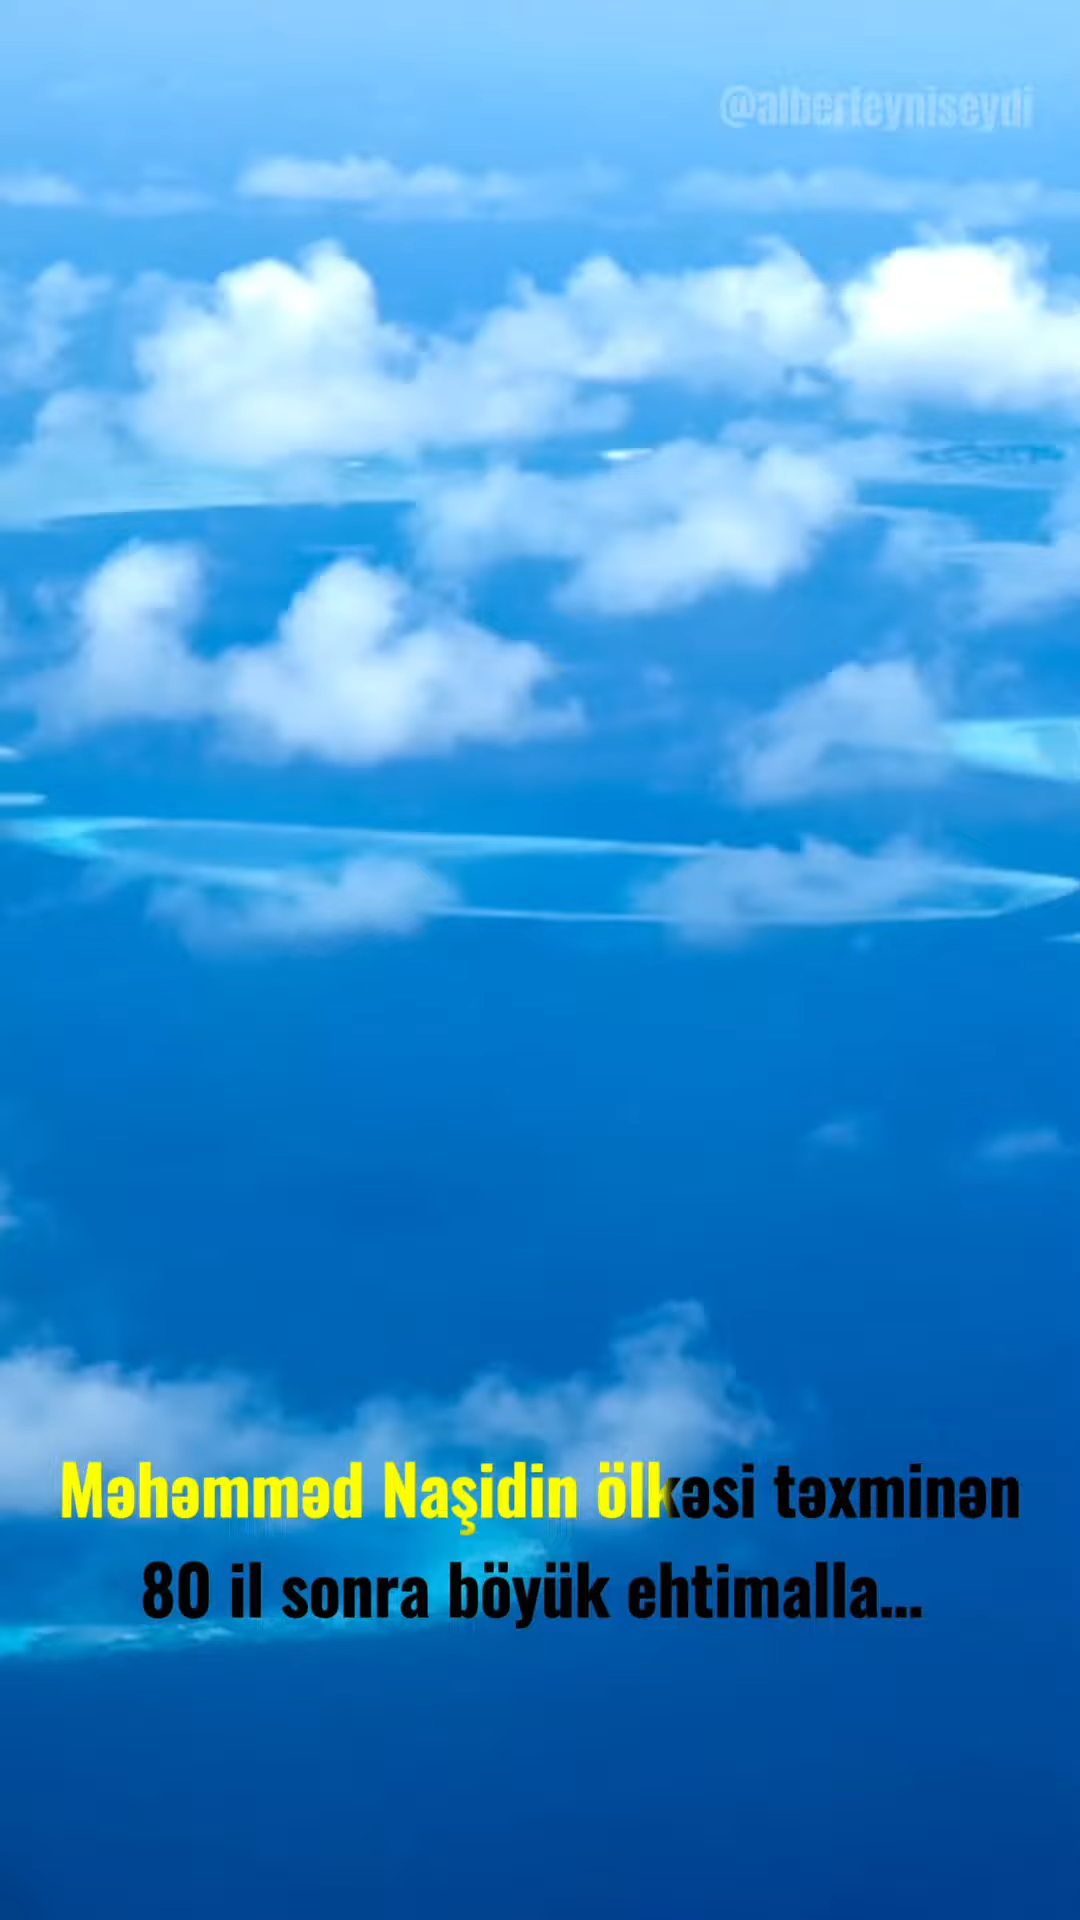 @alberteyniseydi
Məhəmməd Naşidin ölkəsi təxminən
80 il sonra böyük ehtimalla...